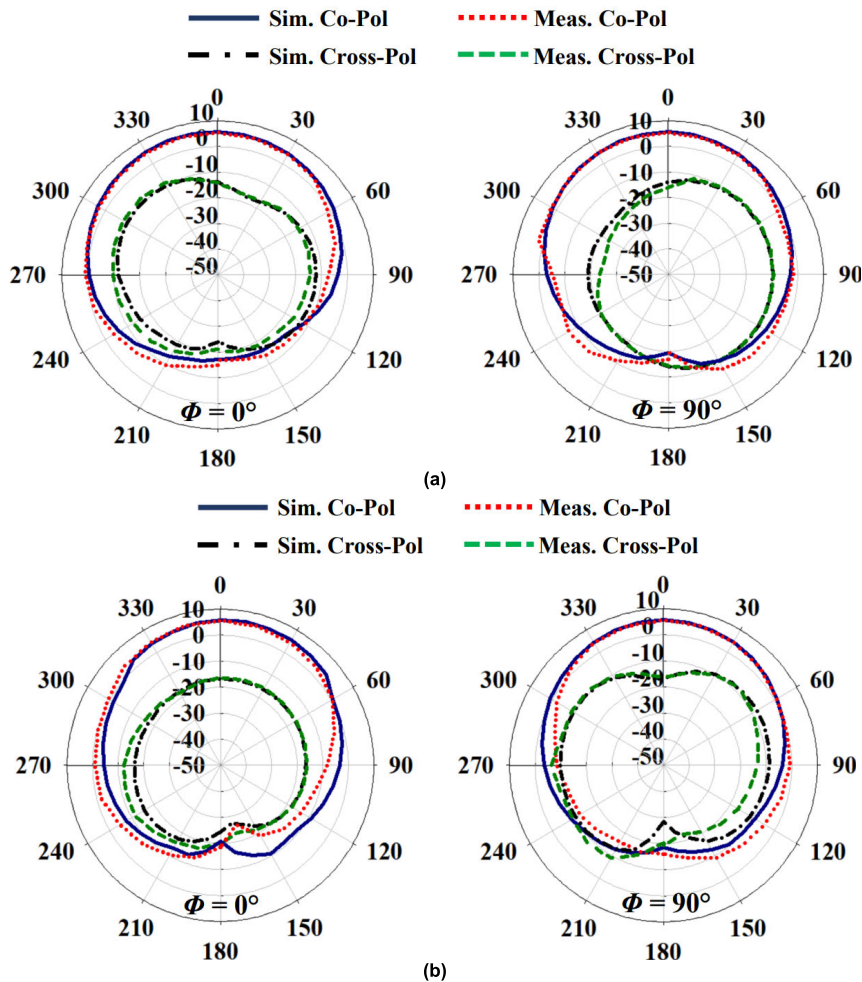 Sim. Co-Pol Meas. Co-Pol
Sim. Cross-Pol Meas. Cross-Pol
0 0
330 10 30 330 10 30
0 0
300 -10 60 300 -10 60
-20 -20
-30 -30
-40 -40
270 -50 90 270 -50 90
240 120 240 120
Φ = 0° Φ = 90°
210 150 210 150
180 180
(a)
Sim. Co-Pol Meas. Co-Pol
Sim. Cross-Pol Meas. Cross-Pol
0 0
330 10 30 330 10 30
0 0
300 -10 60 300 -10 60
-20 -20
-30 -30
-40 -40
270 -50 90 270 -50 90
240 120 240 120
Φ = 0° Φ = 90°
210 150 210 150
180 180
(b)